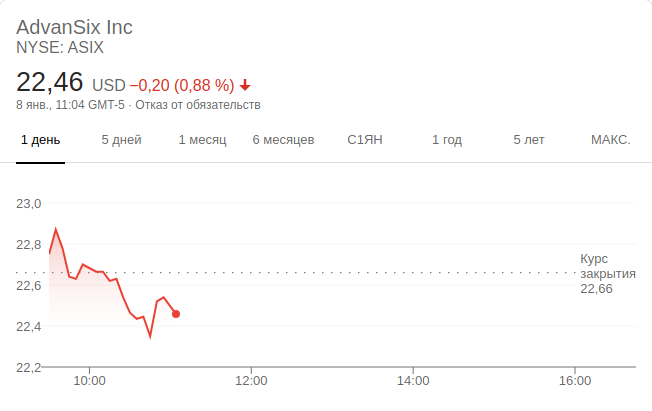 AdvanSix Inc
NYSE: ASIX
22,46 USD −0,20 (0,88 %)
8 янв., 11:04 GMT-5 · Отказ от обязательств
1 день 5 дней 1 месяц 6 месяцев С1ЯН 1 год 5 лет МАКС.
23,0
22,8
Курс
закрытия
22,66
22,6
22,4
22,2
10:00 12:00 14:00 16:00